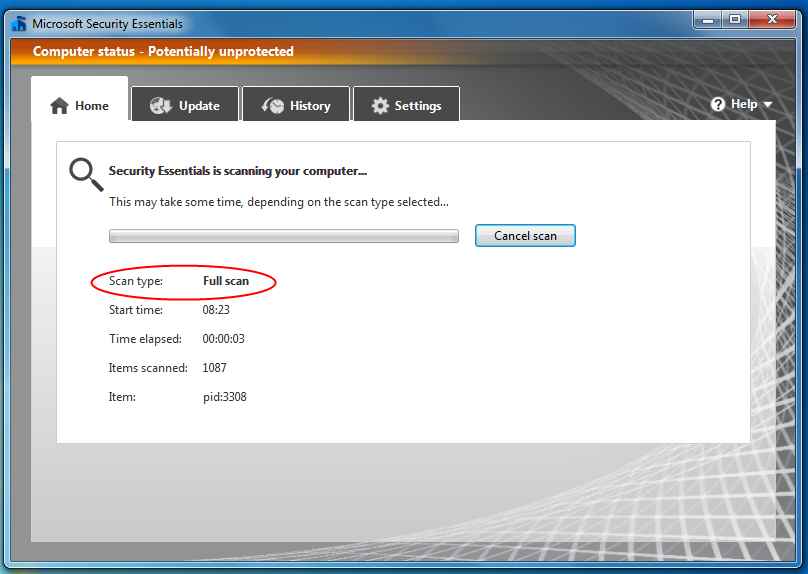 Microsoft Security Essentials
Computer status - Potentially unprotected
Home Update History Settings Help
Security Essentials is scanning your computer...
This may take some time, depending on the scan type selected...
Cancel scan
Scan type: Full scan
Start time: 08:23
Time elapsed: 00:00:03
Items scanned: 1087
Item: pid:3308